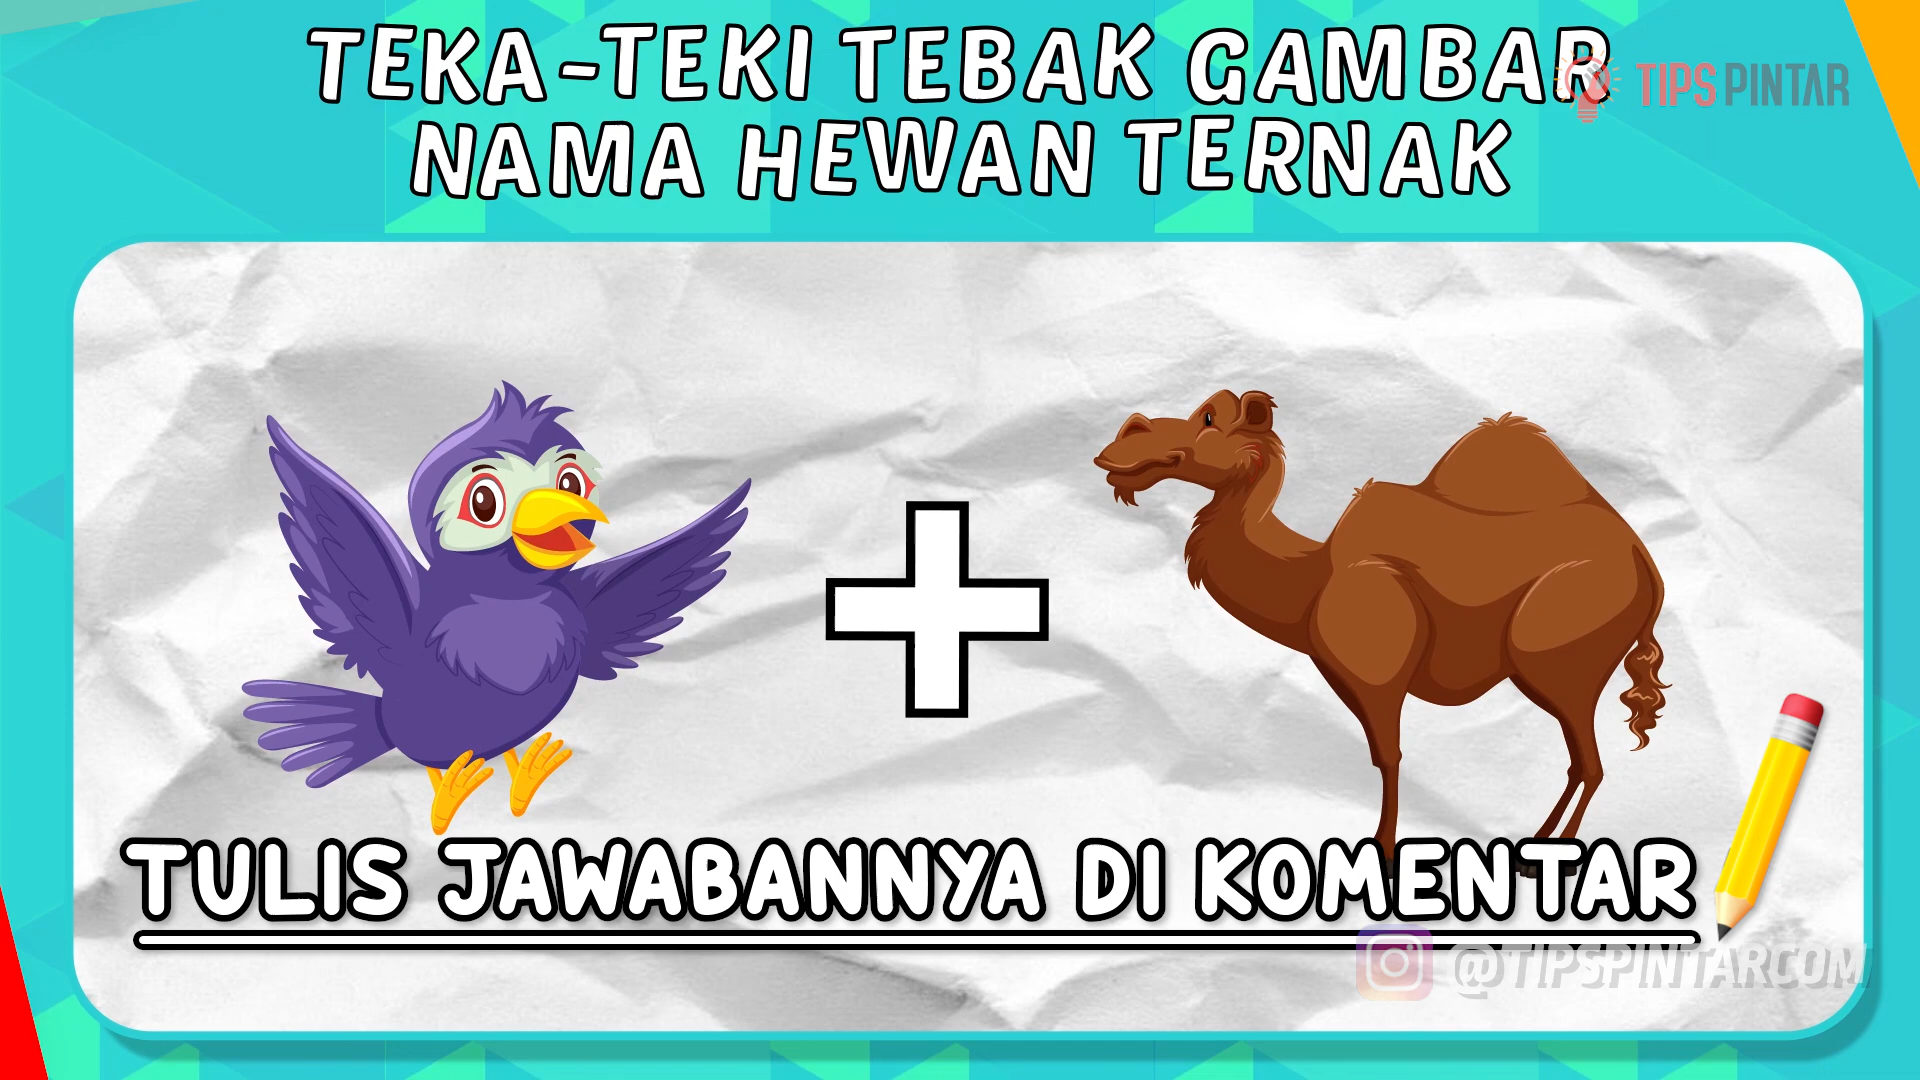 TEKA-TEKI TEBAK GAMBAR
TIPS PINTAR
NAMA HEWAN TERNAK
TULIS JAWABANNYA DI KOMENTAR
@TIPSPINTARCOM